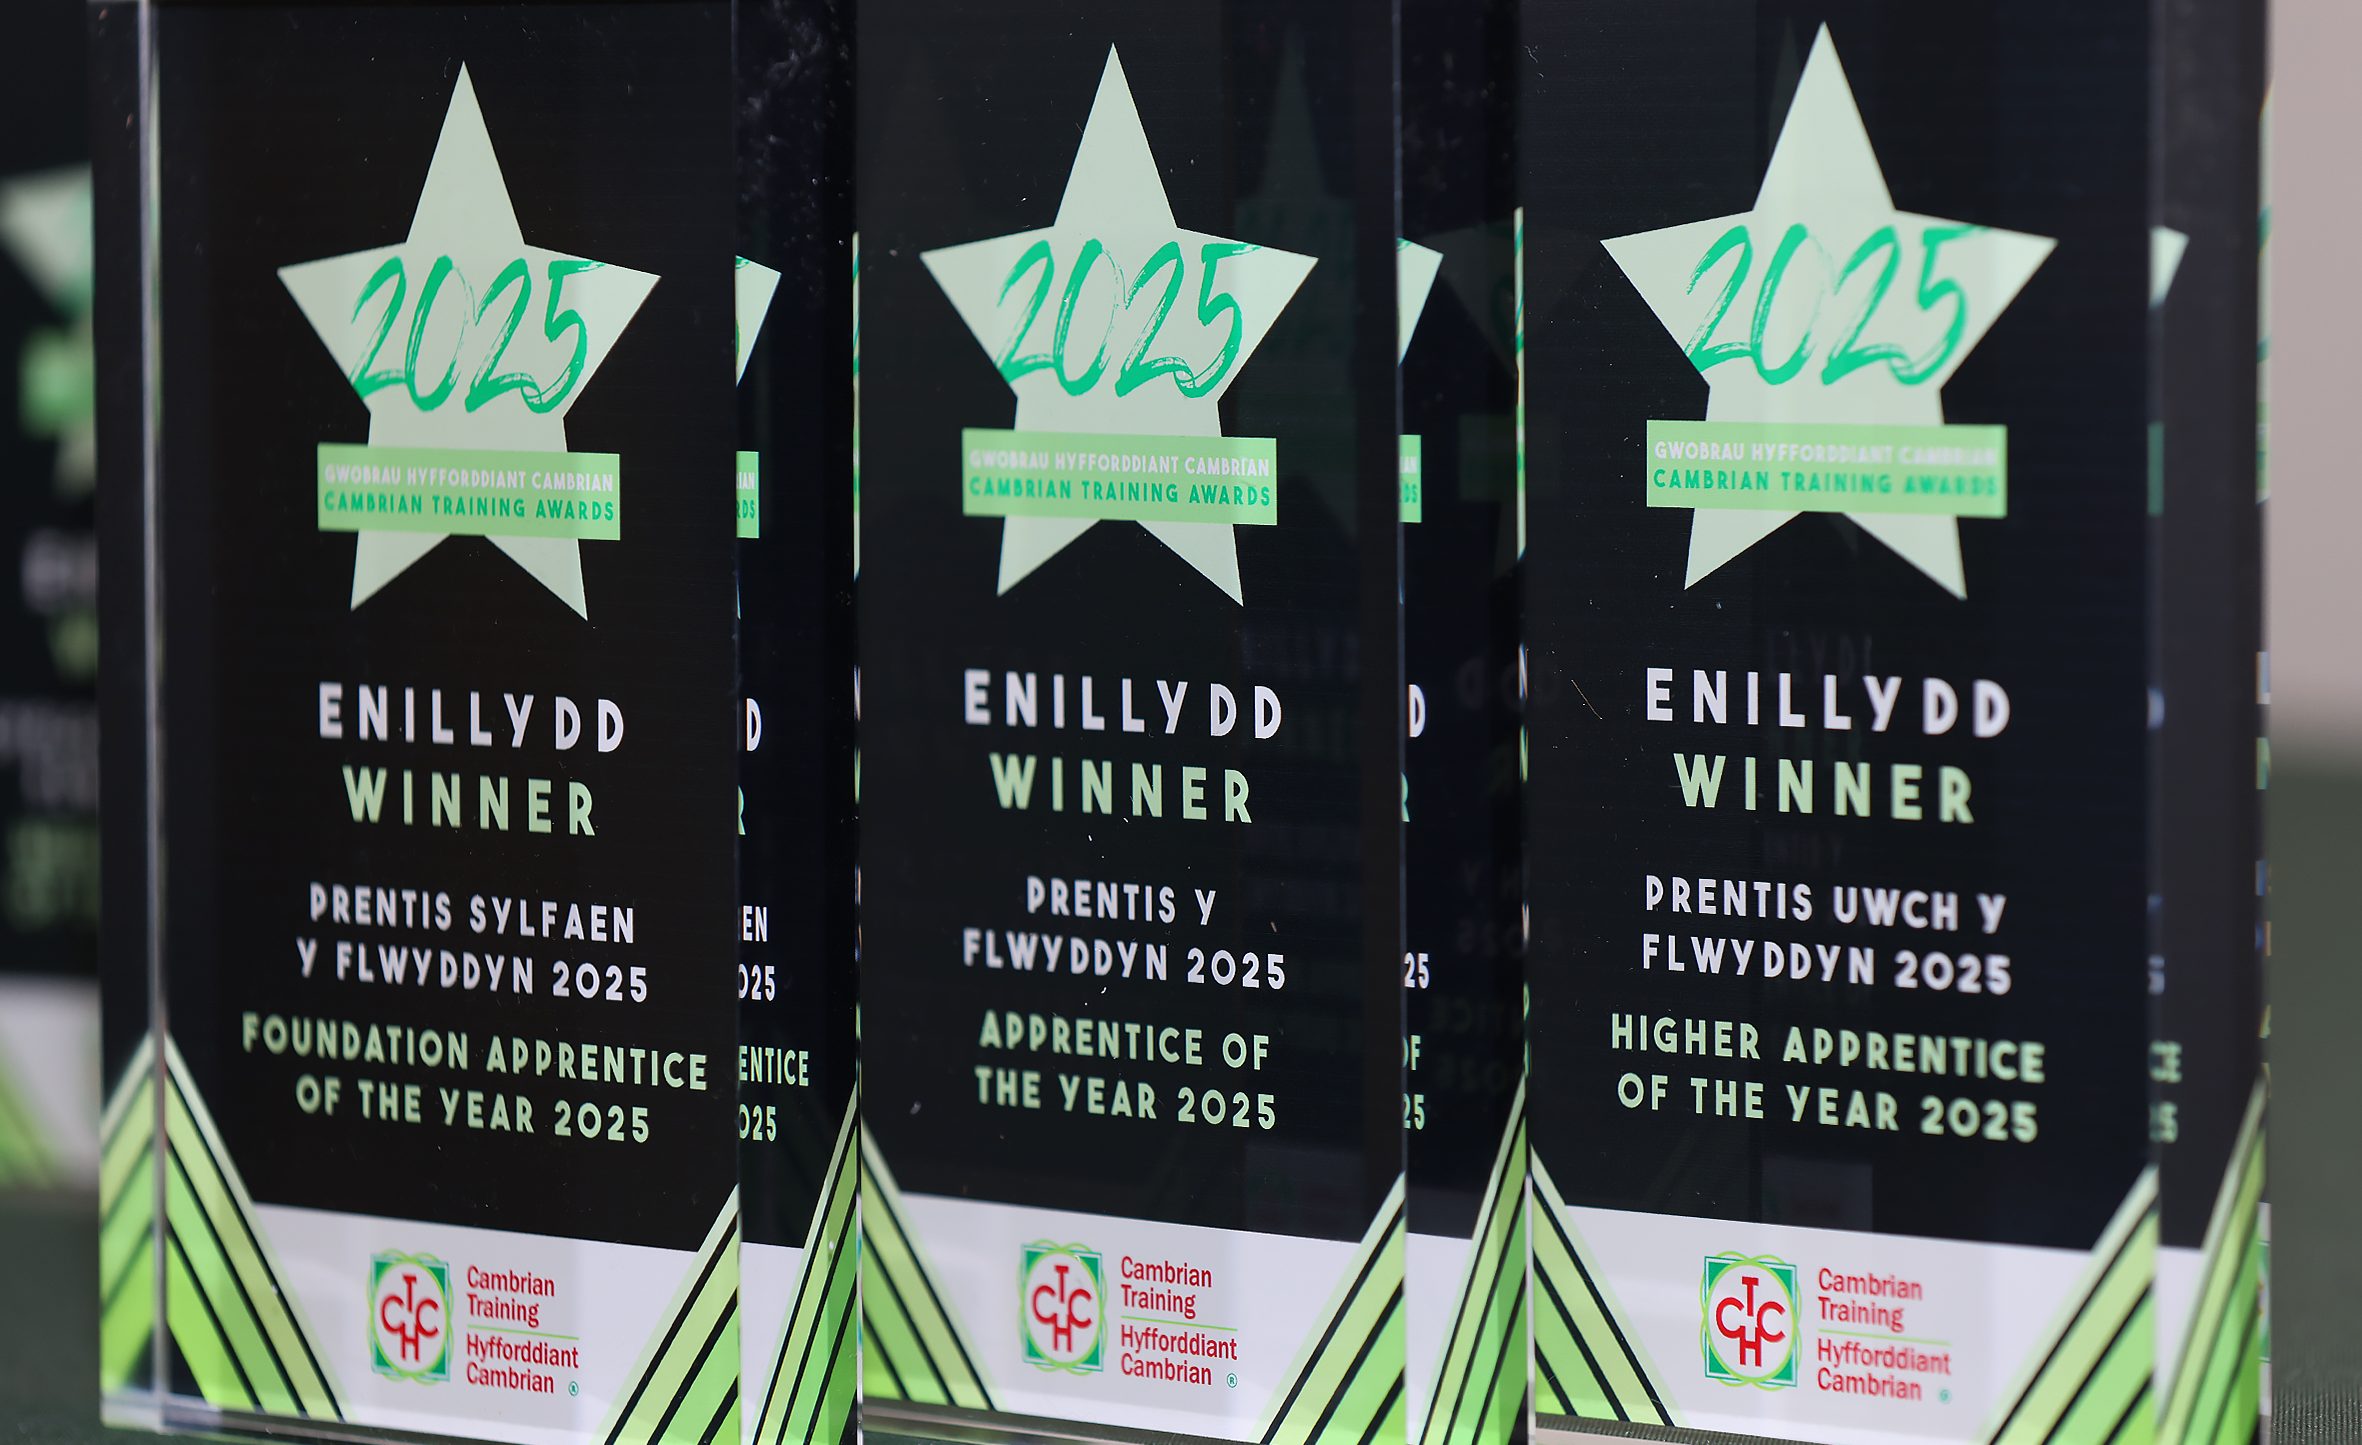 2025
GWOBRAU HYFFORDDIANT CAMBRIAN
CAMBRIAN TRAINING AWARDS
ENILLYDD
WINNER
PRENTIS SYLFAEN
Y FLWYDDYN 2025
FOUNDATION APPRENTICE
OF THE YEAR 2025
CTCH
Cambrian
Training
Hyfforddiant
Cambrian ®
2025
GWOBRAU HYFFORDDIANT CAMBRIAN
CAMBRIAN TRAINING AWARDS
ENILLYDD
WINNER
PRENTIS Y
FLWYDDYN 2025
APPRENTICE OF
THE YEAR 2025
CTCH
Cambrian
Training
Hyfforddiant
Cambrian ®
2025
GWOBRAU HYFFORDDIANT CAMBRIAN
CAMBRIAN TRAINING AWARDS
ENILLYDD
WINNER
PRENTIS UWCH Y
FLWYDDYN 2025
HIGHER APPRENTICE
OF THE YEAR 2025
CTCH
Cambrian
Training
Hyfforddiant
Cambrian ®